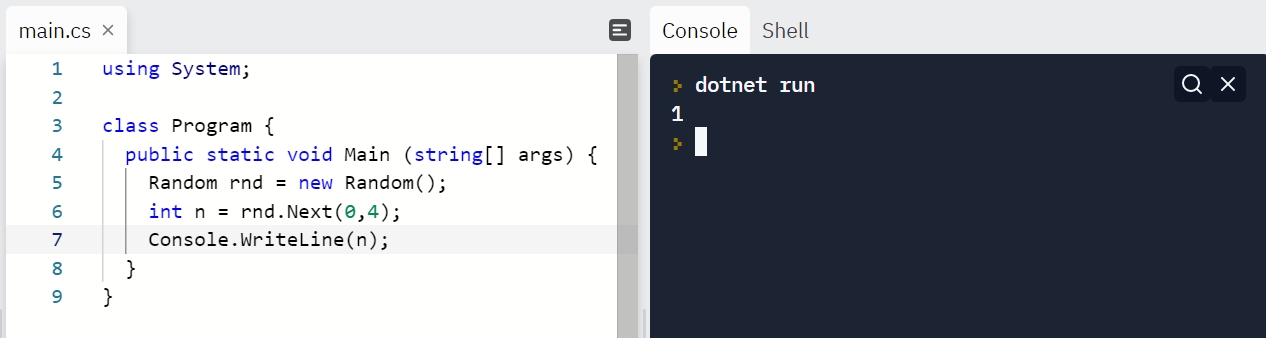 main.cs ×
1 using System;
2
3 class Program {
4 public static void Main (string[] args) {
5 Random rnd = new Random();
6 int n = rnd.Next(0,4);
7 Console.WriteLine(n);
8 }
9 }
Console Shell
> dotnet run
1
>